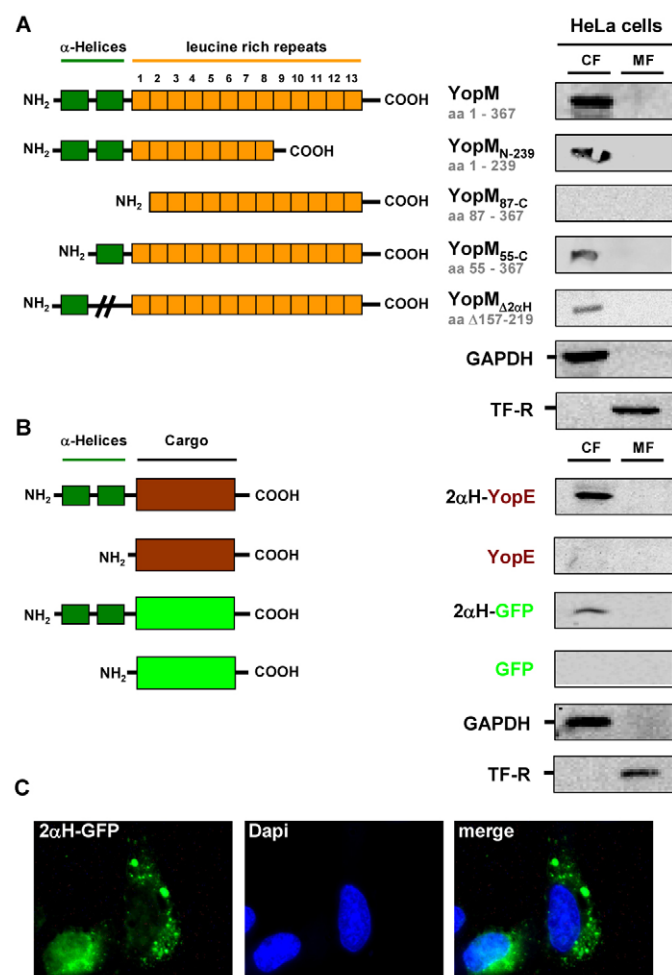 A
HeLa cells
α-Helices leucine rich repeats
CF MF
1 2 3 4 5 6 7 8 9 10 11 12 13
NH2 COOH YopM
aa 1 - 367
NH2 COOH YopMN-239
aa 1 - 239
NH2 COOH YopM87-C
aa 87 - 367
NH2 COOH YopM55-C
aa 55 - 367
NH2 COOH YopMΔ2αH
aa Δ157-219
GAPDH
TF-R
B
α-Helices Cargo
CF MF
NH2 COOH 2αH-YopE
NH2 COOH YopE
NH2 COOH 2αH-GFP
NH2 COOH GFP
GAPDH
TF-R
C
2αH-GFP Dapi merge